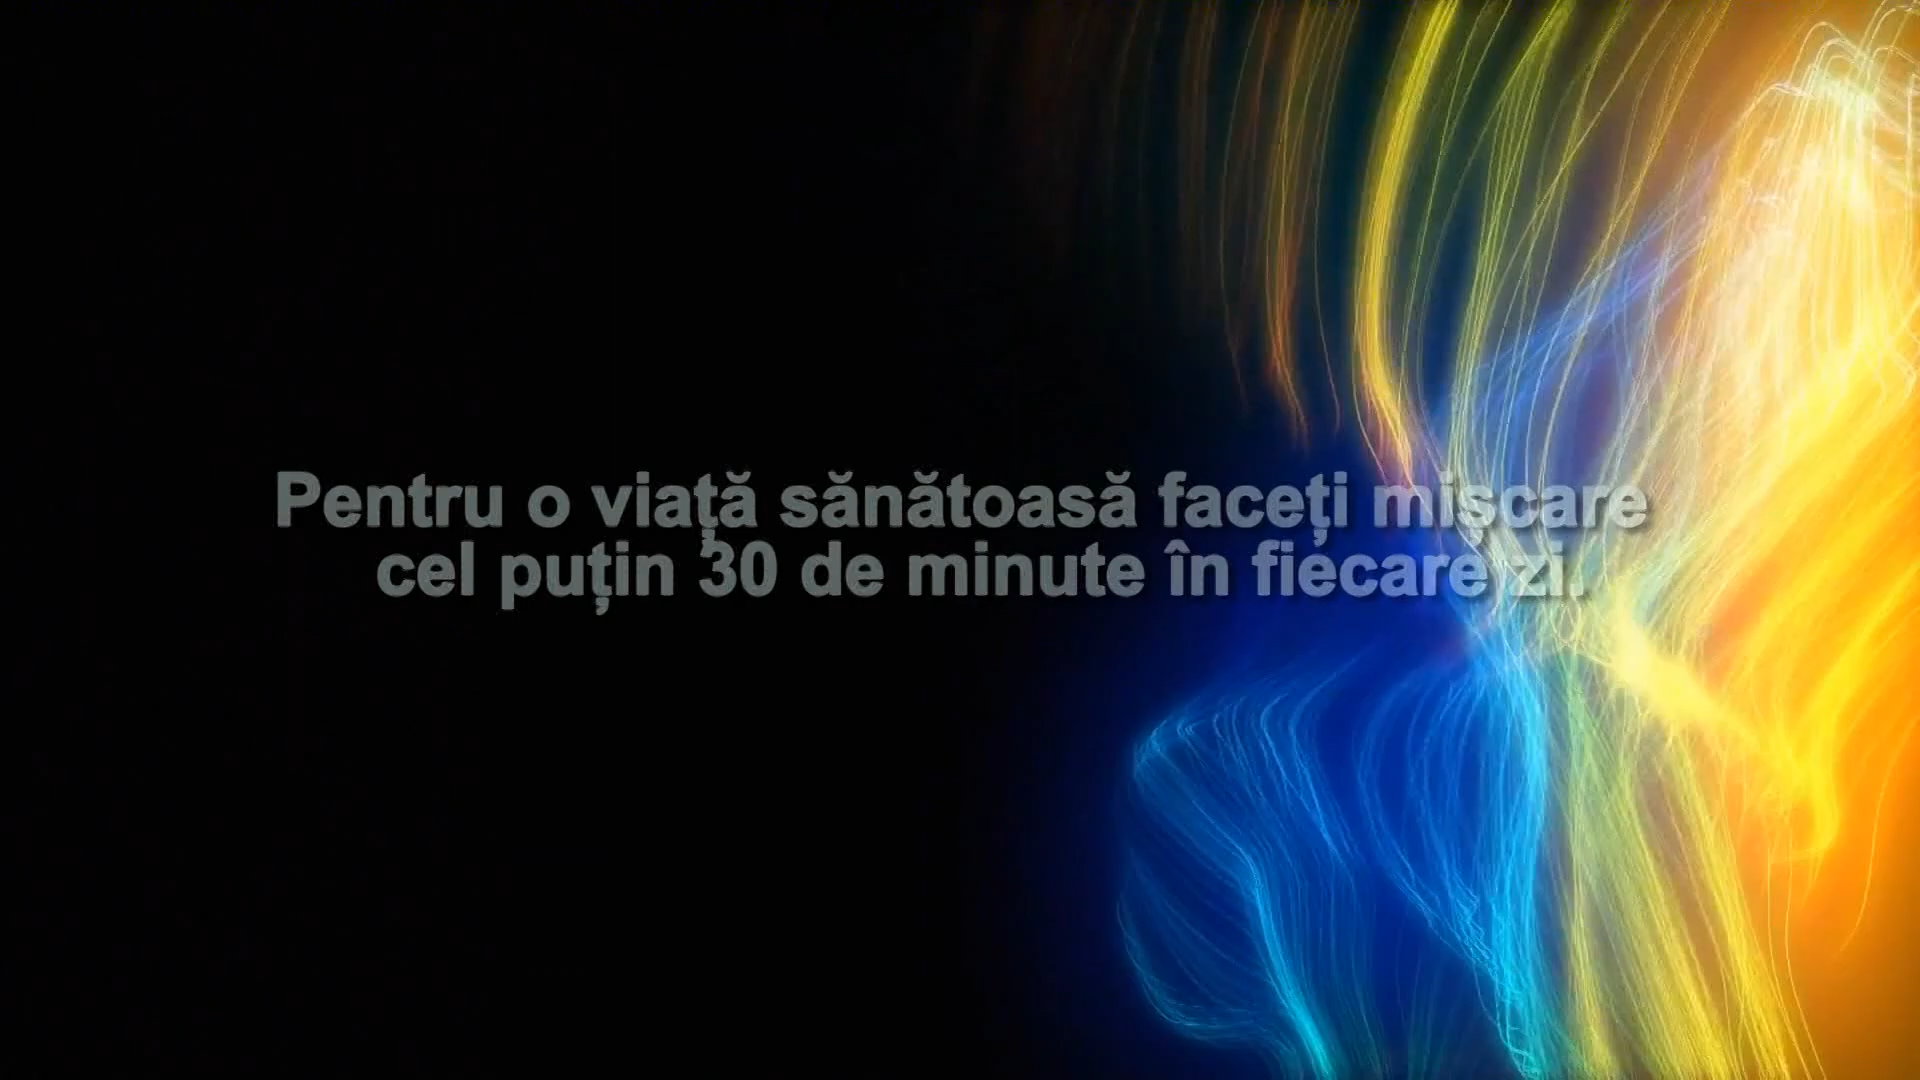 Pentru o viață sănătoasă faceți mișcare
cel puțin 30 de minute în fiecare zi.